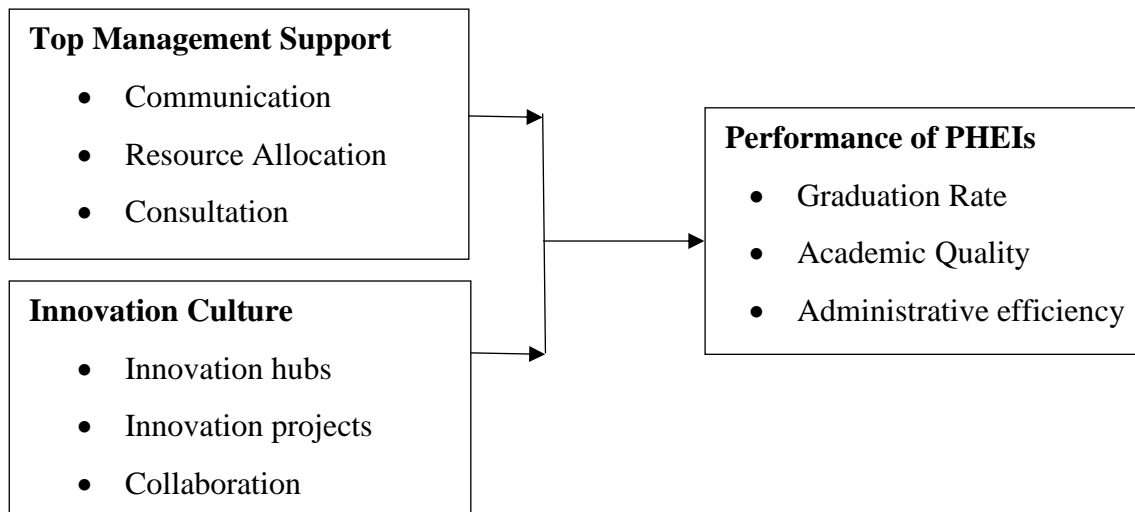 Top Management Support
• Communication
• Resource Allocation
• Consultation
Innovation Culture
• Innovation hubs
• Innovation projects
• Collaboration
Performance of PHEIs
• Graduation Rate
• Academic Quality
• Administrative efficiency